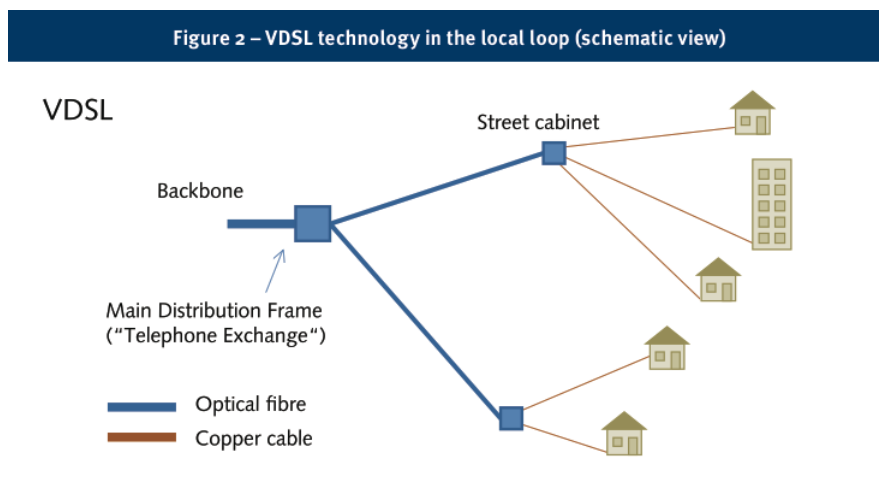 Figure 2 – VDSL technology in the local loop (schematic view)
VDSL
Street cabinet
Backbone
Main Distribution Frame
(“Telephone Exchange“)
Optical fibre
Copper cable